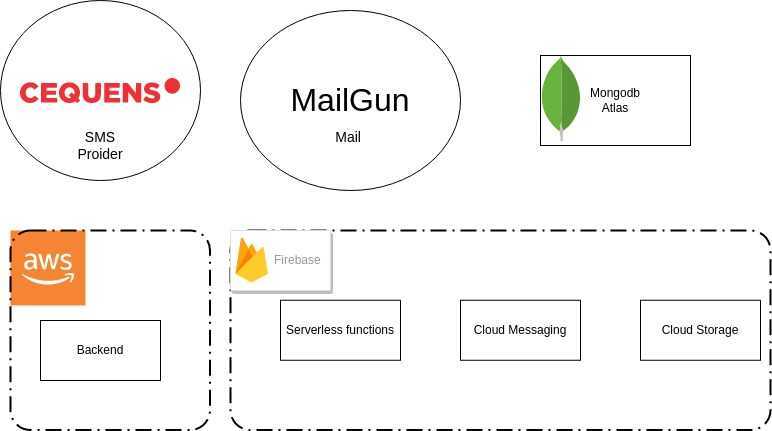 CEQUENS
SMS
Proider
MailGun
Mail
Mongodb
Atlas
aws
Backend
Firebase
Serverless functions
Cloud Messaging
Cloud Storage